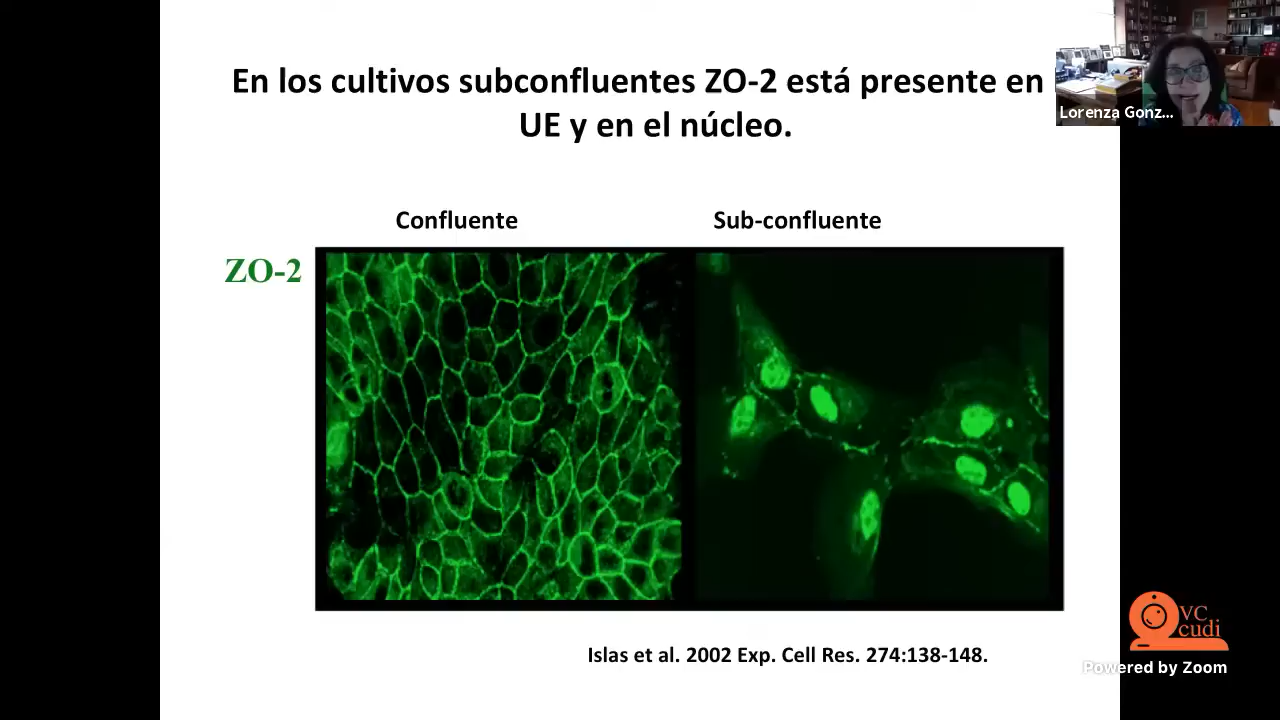 En los cultivos subconfluentes ZO-2 está presente en
UE y en el núcleo.
Lorenza Gonz...
Confluente
Sub-confluente
ZO-2
Islas et al. 2002 Exp. Cell Res. 274:138-148.
VC
cudi
Powered by Zoom